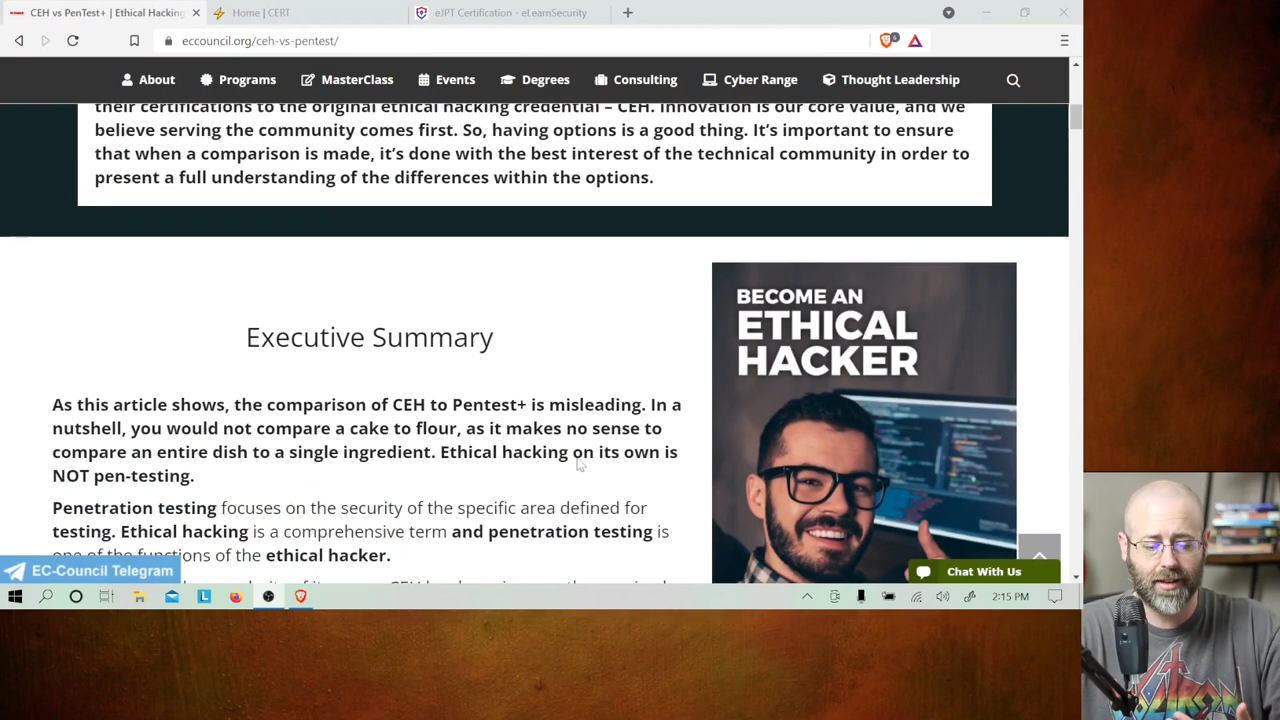 CEH vs PenTest+ | Ethical Hacking
Home | CERT
eJPT Certification - eLearnSecurity
eccouncil.org/ceh-vs-pentest/
About Programs MasterClass Events Degrees Consulting Cyber Range Thought Leadership
their certifications to the original ethical hacking credential – CEH. Innovation is our core value, and we
believe serving the community comes first. So, having options is a good thing. It's important to ensure
that when a comparison is made, it's done with the best interest of the technical community in order to
present a full understanding of the differences within the options.
Executive Summary
As this article shows, the comparison of CEH to Pentest+ is misleading. In a
nutshell, you would not compare a cake to flour, as it makes no sense to
compare an entire dish to a single ingredient. Ethical hacking on its own is
NOT pen-testing.
Penetration testing focuses on the security of the specific area defined for
testing. Ethical hacking is a comprehensive term and penetration testing is
one of the functions of the ethical hacker.
BECOME AN
ETHICAL
HACKER
EC-Council Telegram
Chat With Us
2:15 PM